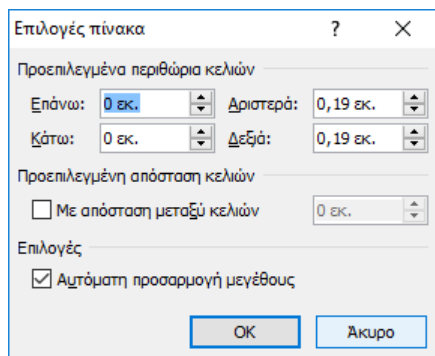 Επιλογές πίνακα ?
Προεπιλεγμένα περιθώρια κελιών
Επάνω: 0 εκ. Αριστερά: 0,19 εκ.
Κάτω: 0 εκ. Δεξιά: 0,19 εκ.
Προεπιλεγμένη απόσταση κελιών
Με απόσταση μεταξύ κελιών 0 εκ.
Επιλογές
Αυτόματη προσαρμογή μεγέθους
OK Άκυρο